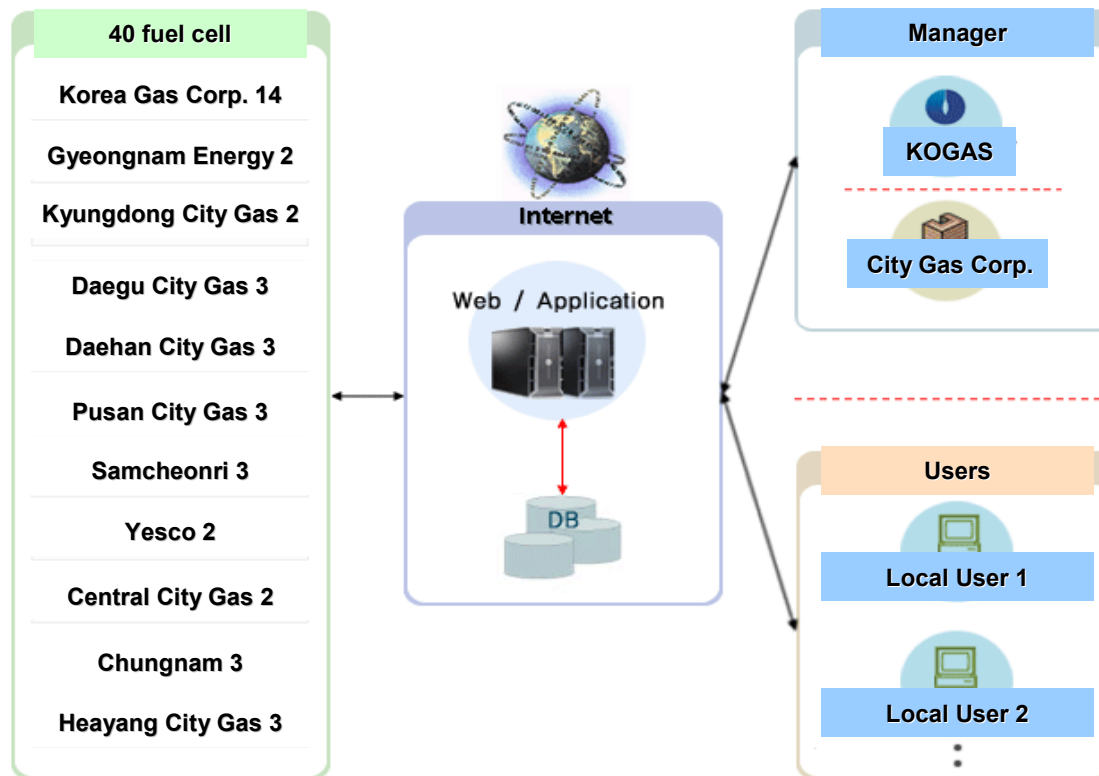 40 fuel cell
Korea Gas Corp. 14
Gyeongnam Energy 2
Kyungdong City Gas 2
Daegu City Gas 3
Daehan City Gas 3
Pusan City Gas 3
Samcheonri 3
Yesco 2
Central City Gas 2
Chungnam 3
Heayang City Gas 3
Internet
Web / Application
DB
Manager
KOGAS
City Gas Corp.
Users
Local User 1
Local User 2